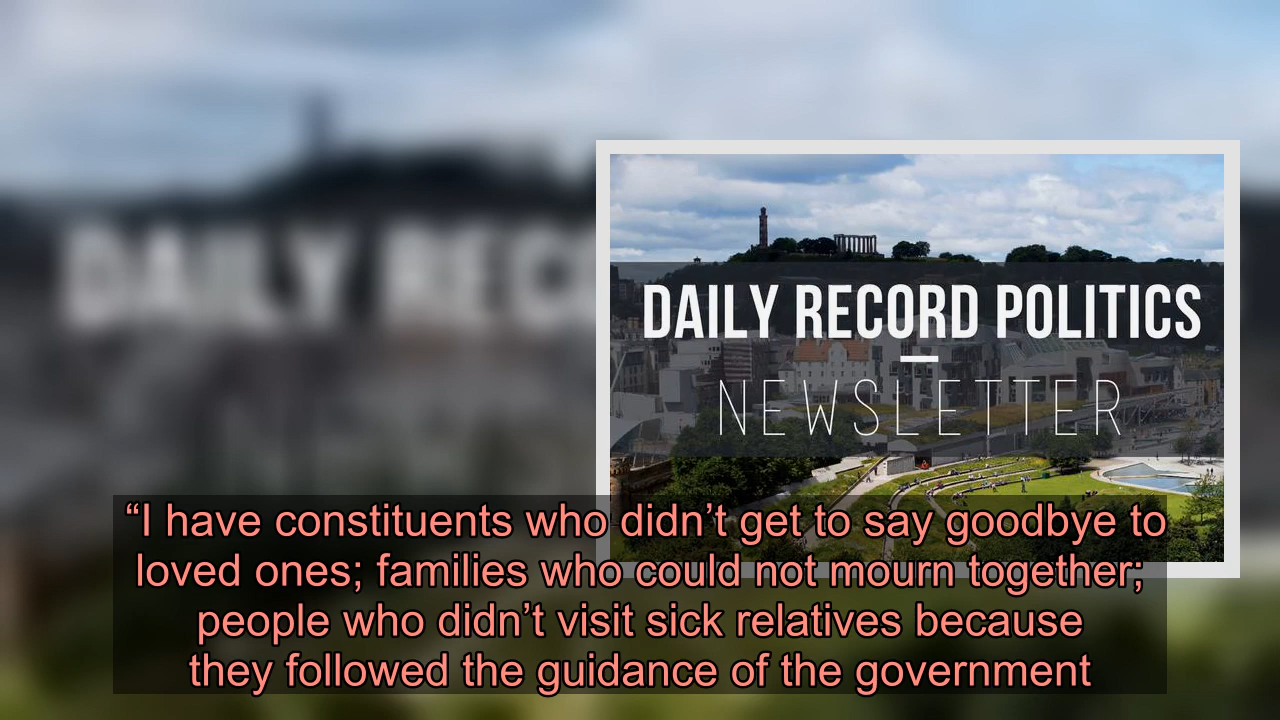 DAILY RECORD POLITICS
NEWSLETTER
“I have constituents who didn’t get to say goodbye to
loved ones; families who could not mourn together;
people who didn’t visit sick relatives because
they followed the guidance of the government